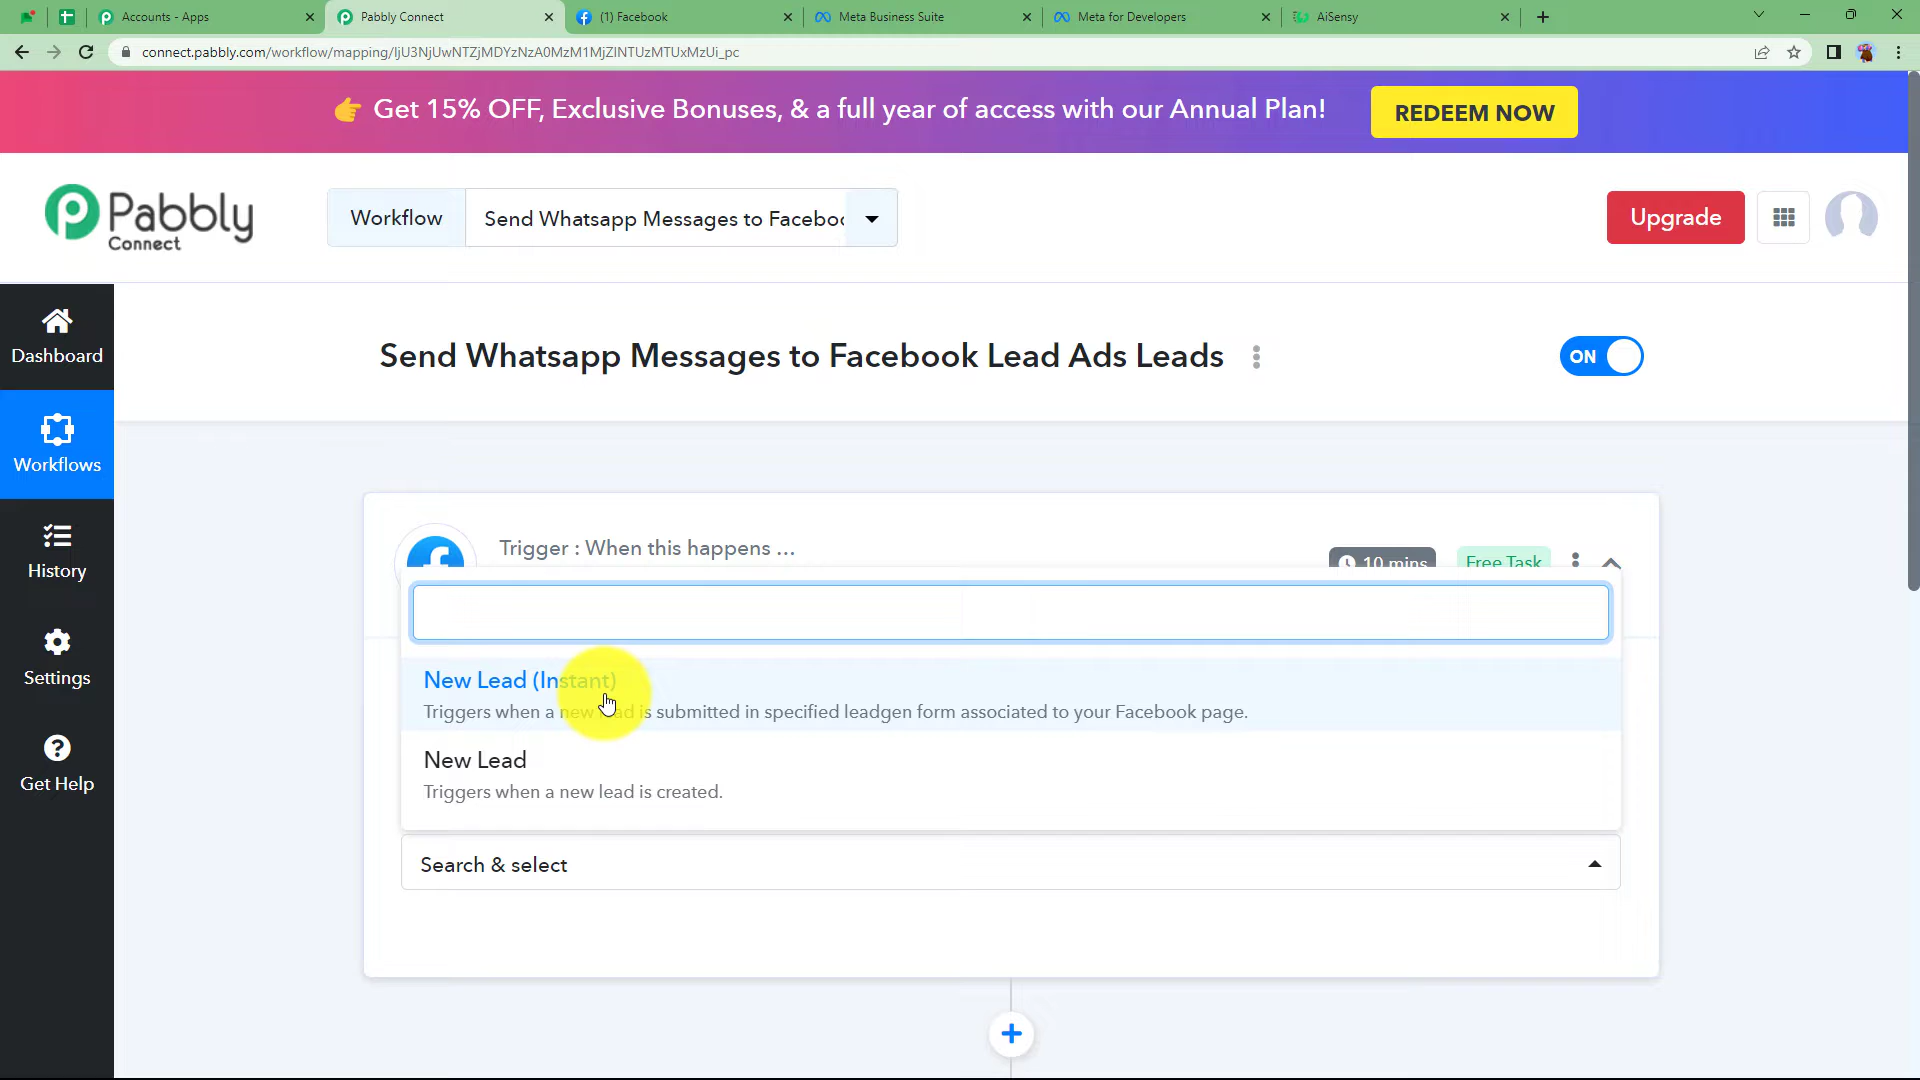 Accounts - Apps
Pabbly Connect
(1) Facebook
Meta Business Suite
Meta for Developers
AiSensy
connect.pabbly.com/workflow/mapping/IjU3NjUwNTZjMDYzNzA0MzM1MjZlNTUzMTUxMzUi_pc
👉 Get 15% OFF, Exclusive Bonuses, & a full year of access with our Annual Plan!
REDEEM NOW
Pabbly
Connect
Workflow
Send Whatsapp Messages to Faceboo
Upgrade
Dashboard
Workflows
History
Settings
Get Help
Send Whatsapp Messages to Facebook Lead Ads Leads
ON
Trigger : When this happens ...
10 mins
Free Task
New Lead (Instant)
Triggers when a new lead is submitted in specified leadgen form associated to your Facebook page.
New Lead
Triggers when a new lead is created.
Search & select